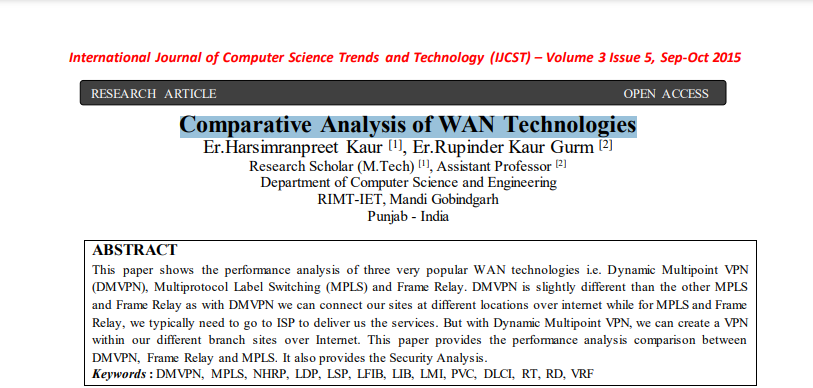 International Journal of Computer Science Trends and Technology (IJCST) – Volume 3 Issue 5, Sep-Oct 2015
RESEARCH ARTICLE OPEN ACCESS
Comparative Analysis of WAN Technologies
Er.Harsimranpreet Kaur [1], Er.Rupinder Kaur Gurm [2]
Research Scholar (M.Tech) [1], Assistant Professor [2]
Department of Computer Science and Engineering
RIMT-IET, Mandi Gobindgarh
Punjab - India
ABSTRACT
This paper shows the performance analysis of three very popular WAN technologies i.e. Dynamic Multipoint VPN
(DMVPN), Multiprotocol Label Switching (MPLS) and Frame Relay. DMVPN is slightly different than the other MPLS
and Frame Relay as with DMVPN we can connect our sites at different locations over internet while for MPLS and Frame
Relay, we typically need to go to ISP to deliver us the services. But with Dynamic Multipoint VPN, we can create a VPN
within our different branch sites over Internet. This paper provides the performance analysis comparison between
DMVPN, Frame Relay and MPLS. It also provides the Security Analysis.
Keywords : DMVPN, MPLS, NHRP, LDP, LSP, LFIB, LIB, LMI, PVC, DLCI, RT, RD, VRF